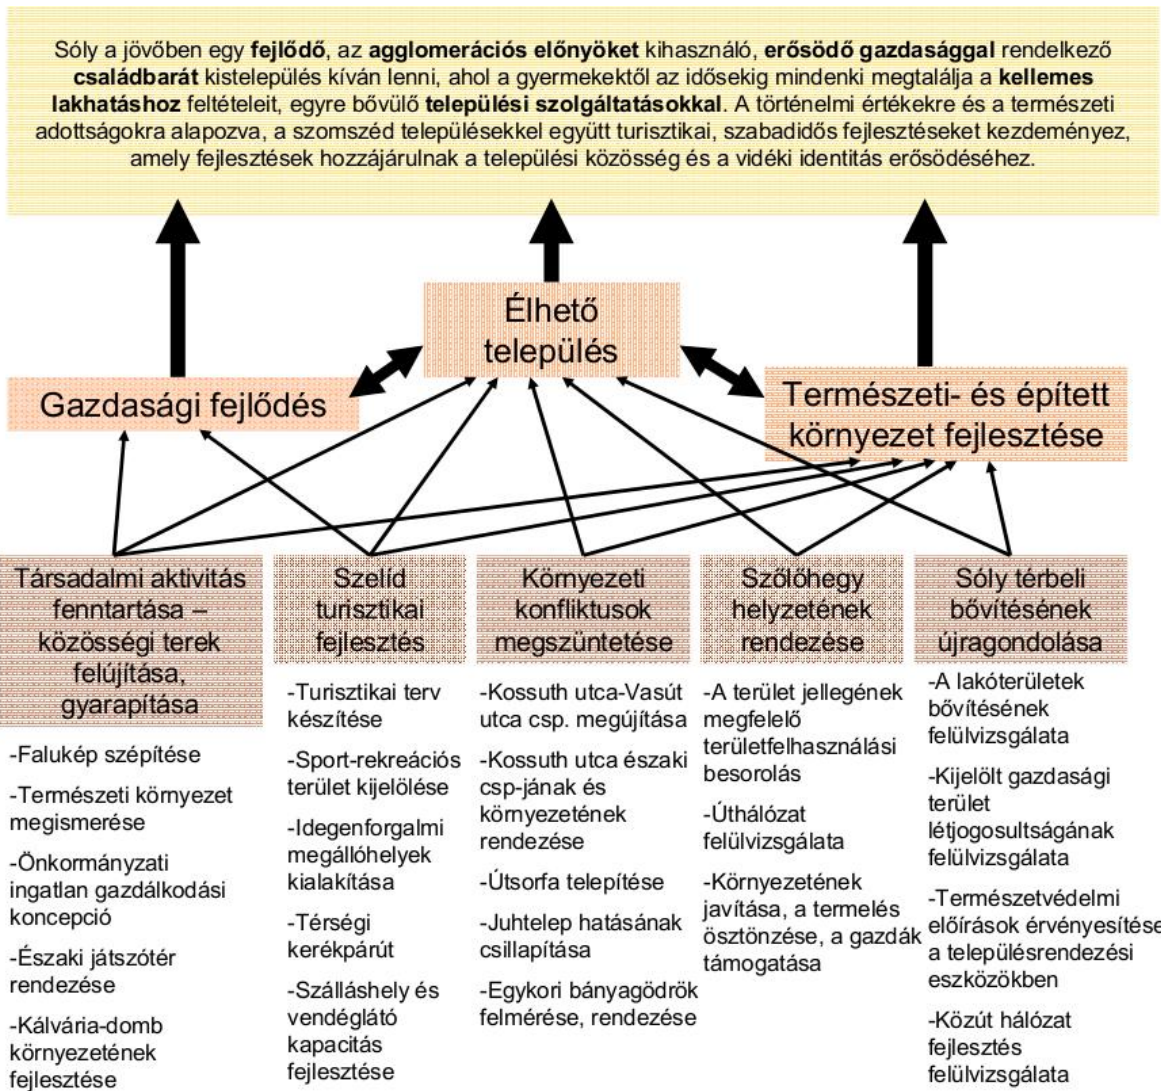 Sóly a jövőben egy fejlődő, az agglomerációs előnyöket kihasználó, erősödő gazdasággal rendelkező
családbarát kistelepülés kíván lenni, ahol a gyermekektől az idősekig mindenki megtalálja a kellemes
lakhatáshoz feltételeit, egyre bővülő települési szolgáltatásokkal. A történelmi értékekre és a természeti
adottságokra alapozva, a szomszéd településekkel együtt turisztikai, szabadidős fejlesztéseket kezdeményez,
amely fejlesztések hozzájárulnak a települési közösség és a vidéki identitás erősödéséhez.
Élhető
település
Gazdasági fejlődés
Természeti- és épített
környezet fejlesztése
Társadalmi aktivitás
fenntartása –
közösségi terek
felújítása,
gyarapítása
-Falukép szépítése
-Természeti környezet
megismerése
-Önkormányzati
ingatlan gazdálkodási
koncepció
-Északi játszótér
rendezése
-Kálvária-domb
környezetének
fejlesztése
Szelíd
turisztikai
fejlesztés
-Turisztikai terv
készítése
-Sport-rekreációs
terület kijelölése
-Idegenforgalmi
megállóhelyek
kialakítása
-Térségi
kerékpárút
-Szálláshely és
vendéglátó
kapacitás
fejlesztése
Környezeti
konfliktusok
megszüntetése
-Kossuth utca-Vasút
utca csp. megújítása
-Kossuth utca északi
csp-jának és
környezetének
rendezése
-Útsorfa telepítése
-Juhtelep hatásának
csillapítása
-Egykori bányagödrök
felmérése, rendezése
Szőlőhegy
helyzetének
rendezése
-A terület jellegének
megfelelő
területfelhasználási
besorolás
-Úthálózat
felülvizsgálata
-Környezetének
javítása, a termelés
ösztönzése, a gazdák
támogatása
Sóly térbeli
bővítésének
újragondolása
-A lakóterületek
bővítésének
felülvizsgálata
-Kijelölt gazdasági
terület
létjogosultságának
felülvizsgálata
-Természetvédelmi
előírások érvényesítése
a településrendezési
eszközökben
-Közút hálózat
fejlesztés
felülvizsgálata